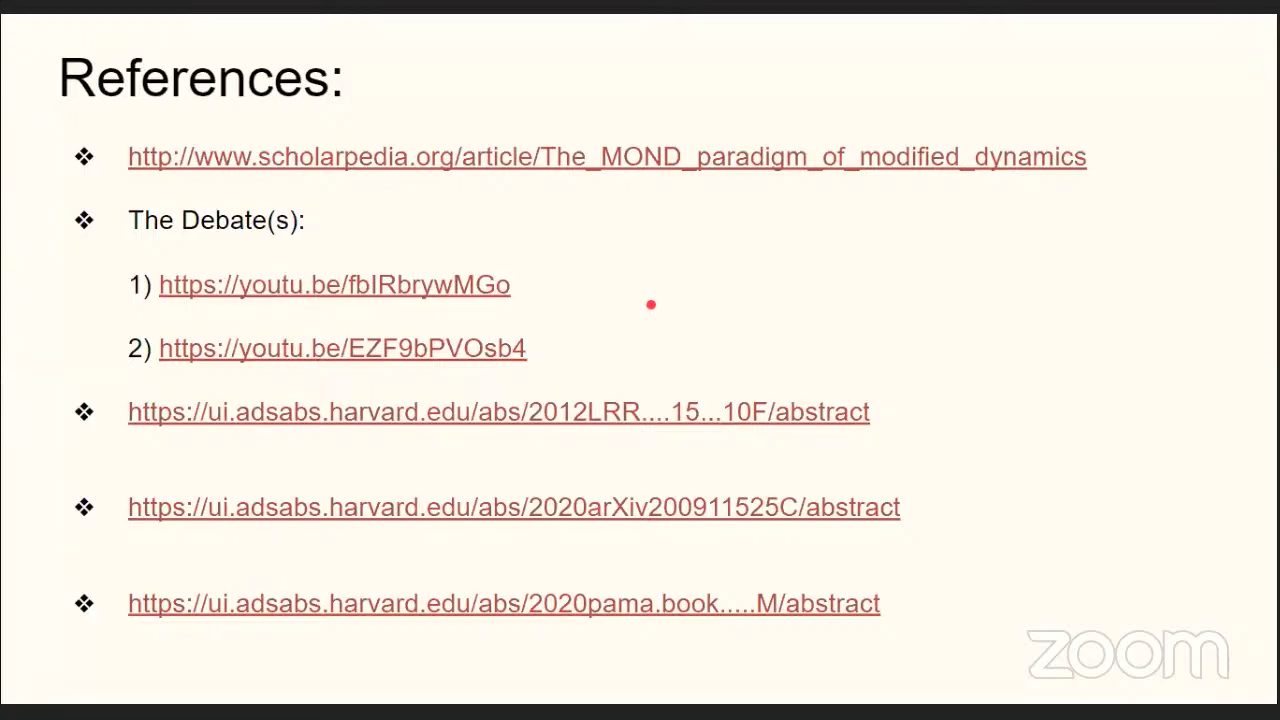 References:
❖ http://www.scholarpedia.org/article/The_MOND_paradigm_of_modified_dynamics
❖ The Debate(s):
1) https://youtu.be/fbIRbrywMGo
2) https://youtu.be/EZF9bPVOsb4
❖ https://ui.adsabs.harvard.edu/abs/2012LRR....15...10F/abstract
❖ https://ui.adsabs.harvard.edu/abs/2020arXiv200911525C/abstract
❖ https://ui.adsabs.harvard.edu/abs/2020pama.book.....M/abstract
zoom